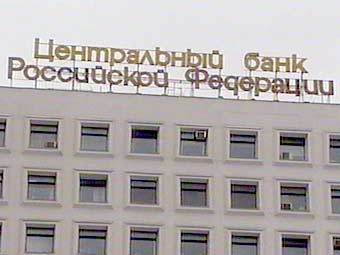 Центральный банк
Российской Федерации